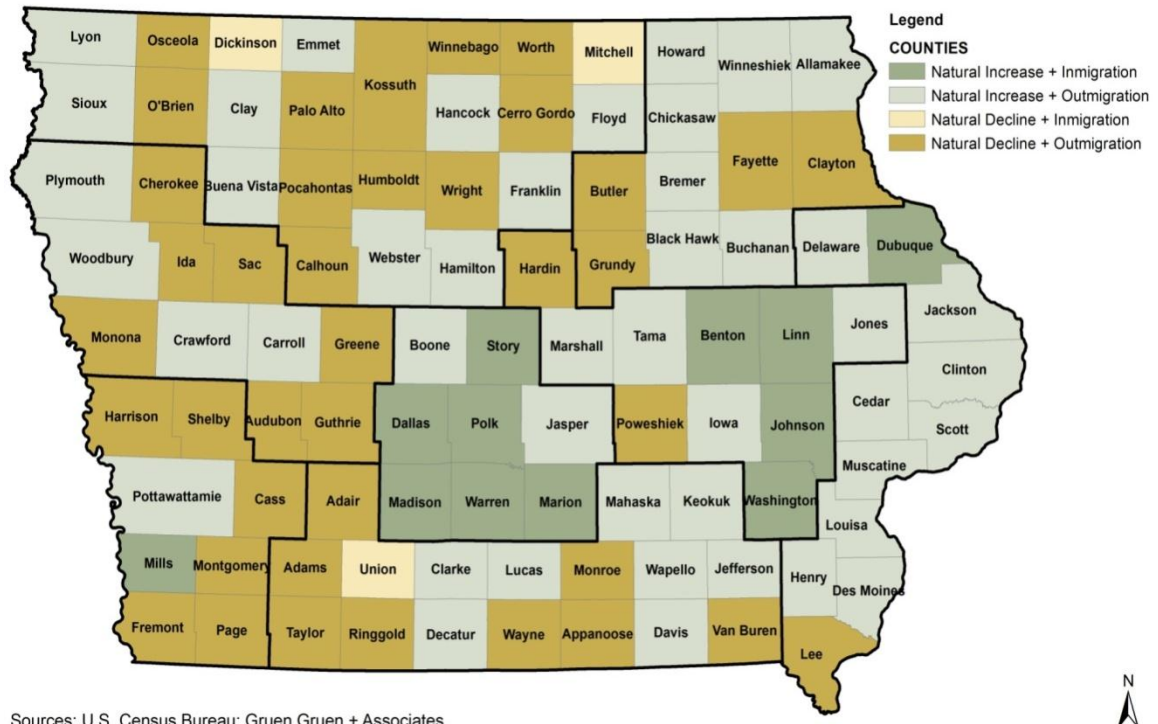 Legend
COUNTIES
Natural Increase + Inmigration
Natural Increase + Outmigration
Natural Decline + Inmigration
Natural Decline + Outmigration
Lyon
Osceola
Dickinson
Emmet
Kossuth
Winnebago
Worth
Mitchell
Howard
Winneshiek
Allamakee
Sioux
O'Brien
Clay
Palo Alto
Hancock
Cerro Gordo
Floyd
Chickasaw
Plymouth
Cherokee
Buena Vista
Pocahontas
Humboldt
Wright
Franklin
Butler
Bremer
Fayette
Clayton
Woodbury
Ida
Sac
Calhoun
Webster
Hamilton
Hardin
Grundy
Black Hawk
Buchanan
Delaware
Dubuque
Monona
Crawford
Carroll
Greene
Boone
Story
Marshall
Tama
Benton
Linn
Jones
Jackson
Clinton
Harrison
Shelby
Audubon
Guthrie
Dallas
Polk
Jasper
Poweshiek
Iowa
Johnson
Cedar
Scott
Muscatine
Pottawattamie
Cass
Adair
Madison
Warren
Marion
Mahaska
Keokuk
Washington
Louisa
Mills
Montgomery
Adams
Union
Clarke
Lucas
Monroe
Wapello
Jefferson
Henry
Des Moines
Fremont
Page
Taylor
Ringgold
Decatur
Wayne
Appanoose
Davis
Van Buren
Lee
N
Sources: U.S. Census Bureau; Gruen Gruen + Associates